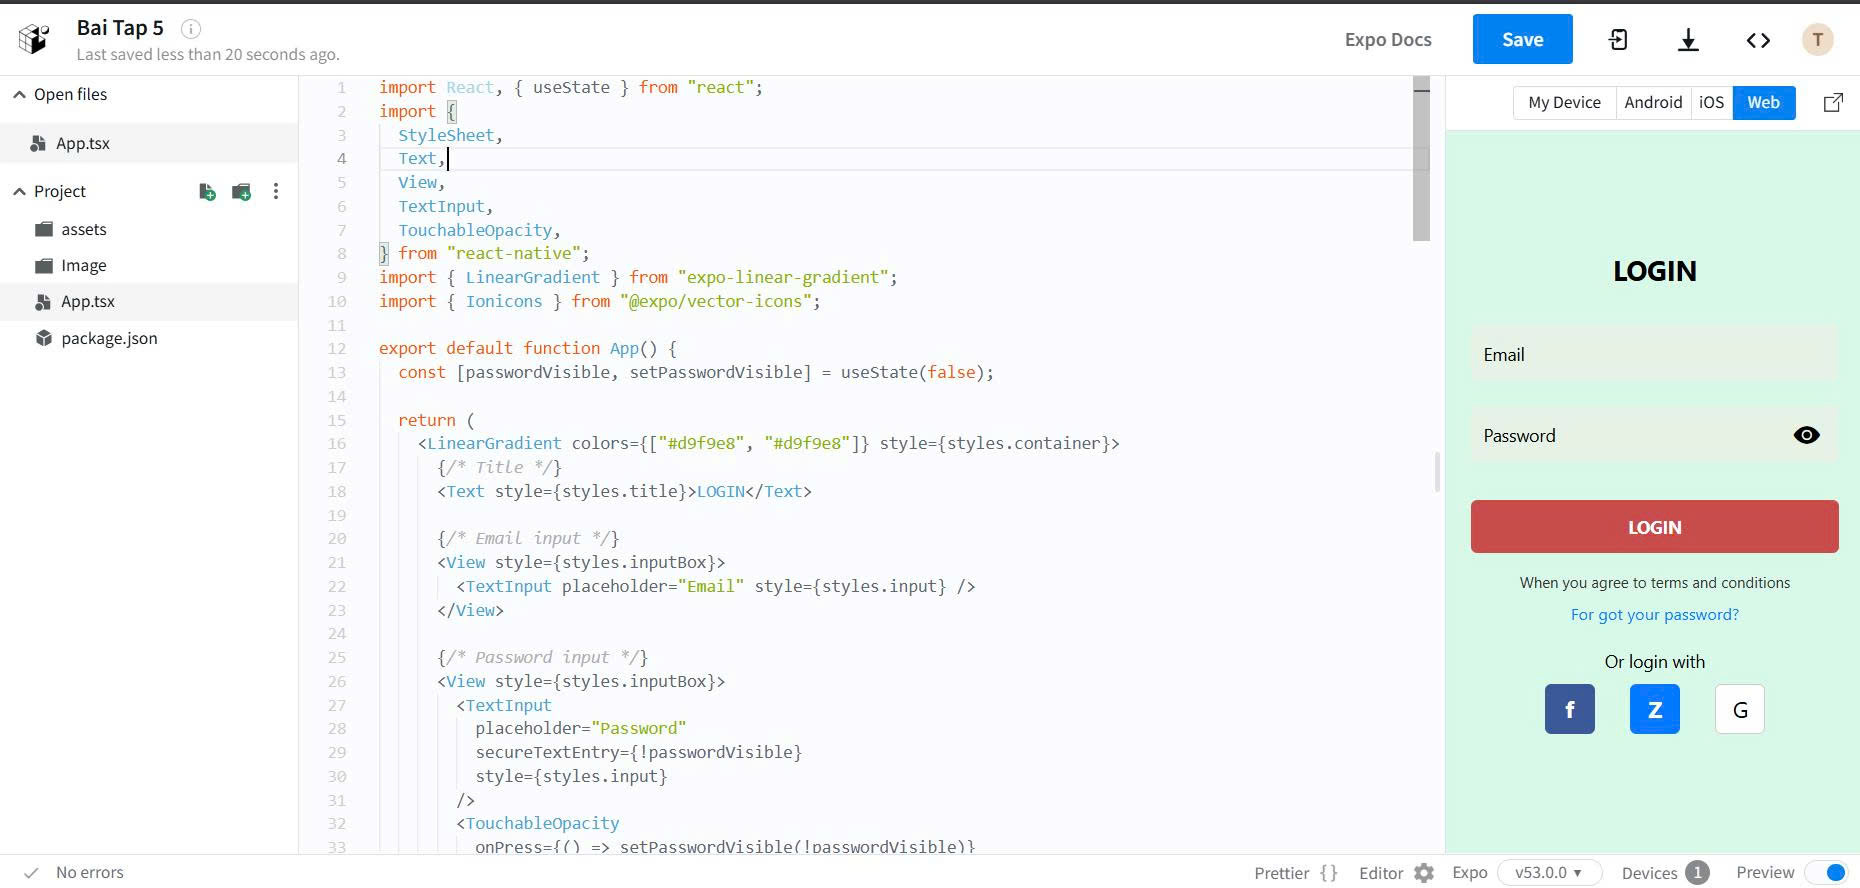 Bai Tap 5
Last saved less than 20 seconds ago.
Expo Docs
Save
T
Open files
App.tsx
Project
assets
Image
App.tsx
package.json
1 import React, { useState } from "react";
2 import {
3 StyleSheet,
4 Text,
5 View,
6 TextInput,
7 TouchableOpacity,
8 } from "react-native";
9 import { LinearGradient } from "expo-linear-gradient";
10 import { Ionicons } from "@expo/vector-icons";
11
12 export default function App() {
13 const [passwordVisible, setPasswordVisible] = useState(false);
14
15 return (
16 <LinearGradient colors={["#d9f9e8", "#d9f9e8"]} style={styles.container}>
17 {/* Title */}
18 <Text style={styles.title}>LOGIN</Text>
19
20 {/* Email input */}
21 <View style={styles.inputBox}>
22 <TextInput placeholder="Email" style={styles.input} />
23 </View>
24
25 {/* Password input */}
26 <View style={styles.inputBox}>
27 <TextInput
28 placeholder="Password"
29 secureTextEntry={!passwordVisible}
30 style={styles.input}
31 />
32 <TouchableOpacity
33 onPress={() => setPasswordVisible(!passwordVisible)}
My Device
Android
iOS
Web
LOGIN
Email
Password
LOGIN
When you agree to terms and conditions
For got your password?
Or login with
f Z G
No errors
Prettier {}
Editor
Expo
v53.0.0
Devices 1
Preview